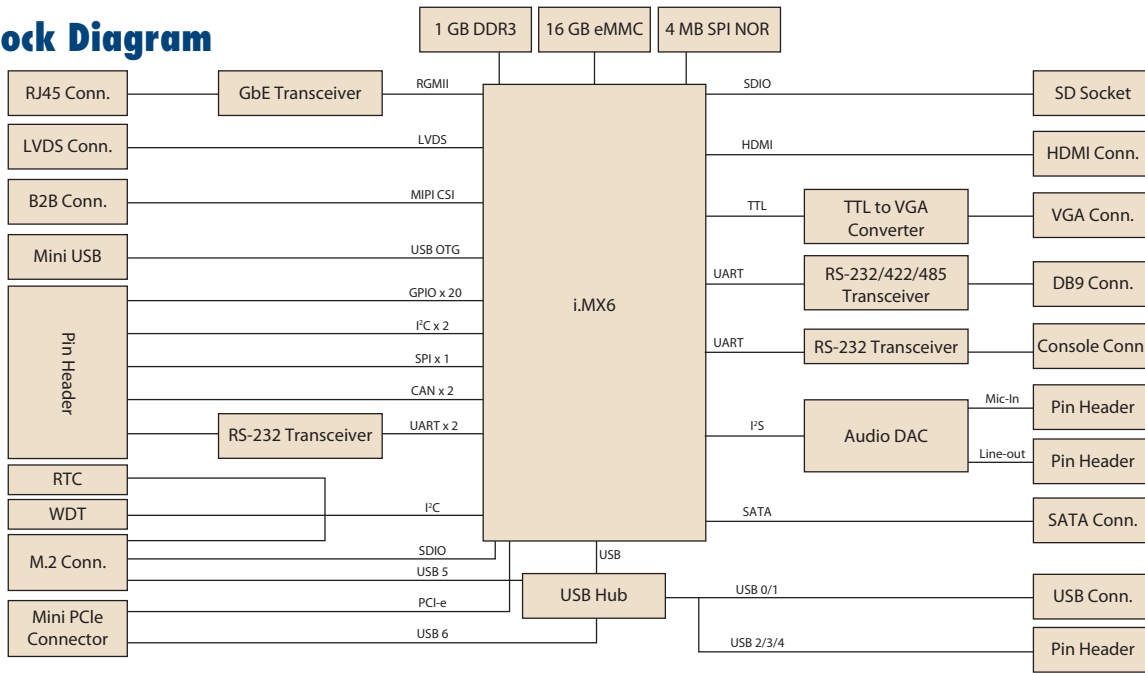 ock Diagram
1 GB DDR3
16 GB eMMC
4 MB SPI NOR
RJ45 Conn.
GbE Transceiver
RGMII
SDIO
SD Socket
LVDS Conn.
LVDS
HDMI
HDMI Conn.
B2B Conn.
MIPI CSI
TTL
TTL to VGA
Converter
VGA Conn.
Mini USB
USB OTG
UART
RS-232/422/485
Transceiver
DB9 Conn.
Pin Header
GPIO x 20
I²C x 2
SPI x 1
CAN x 2
RS-232 Transceiver
UART x 2
i.MX6
UART
RS-232 Transceiver
Console Conn
I²S
Audio DAC
Mic-In
Pin Header
Line-out
Pin Header
RTC
WDT
I²C
SATA
SATA Conn.
M.2 Conn.
SDIO
USB 5
USB
USB Hub
USB 0/1
USB Conn.
Mini PCIe
Connector
PCI-e
USB 6
USB 2/3/4
Pin Header